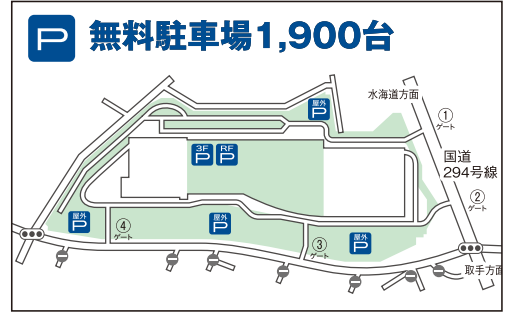 P 無料駐車場1,900台
水海道方面
①
ゲート
屋外
P
国道
294号線
3F
P
RF
P
②
ゲート
屋外
P
④
ゲート
屋外
P
③
ゲート
屋外
P
取手方面